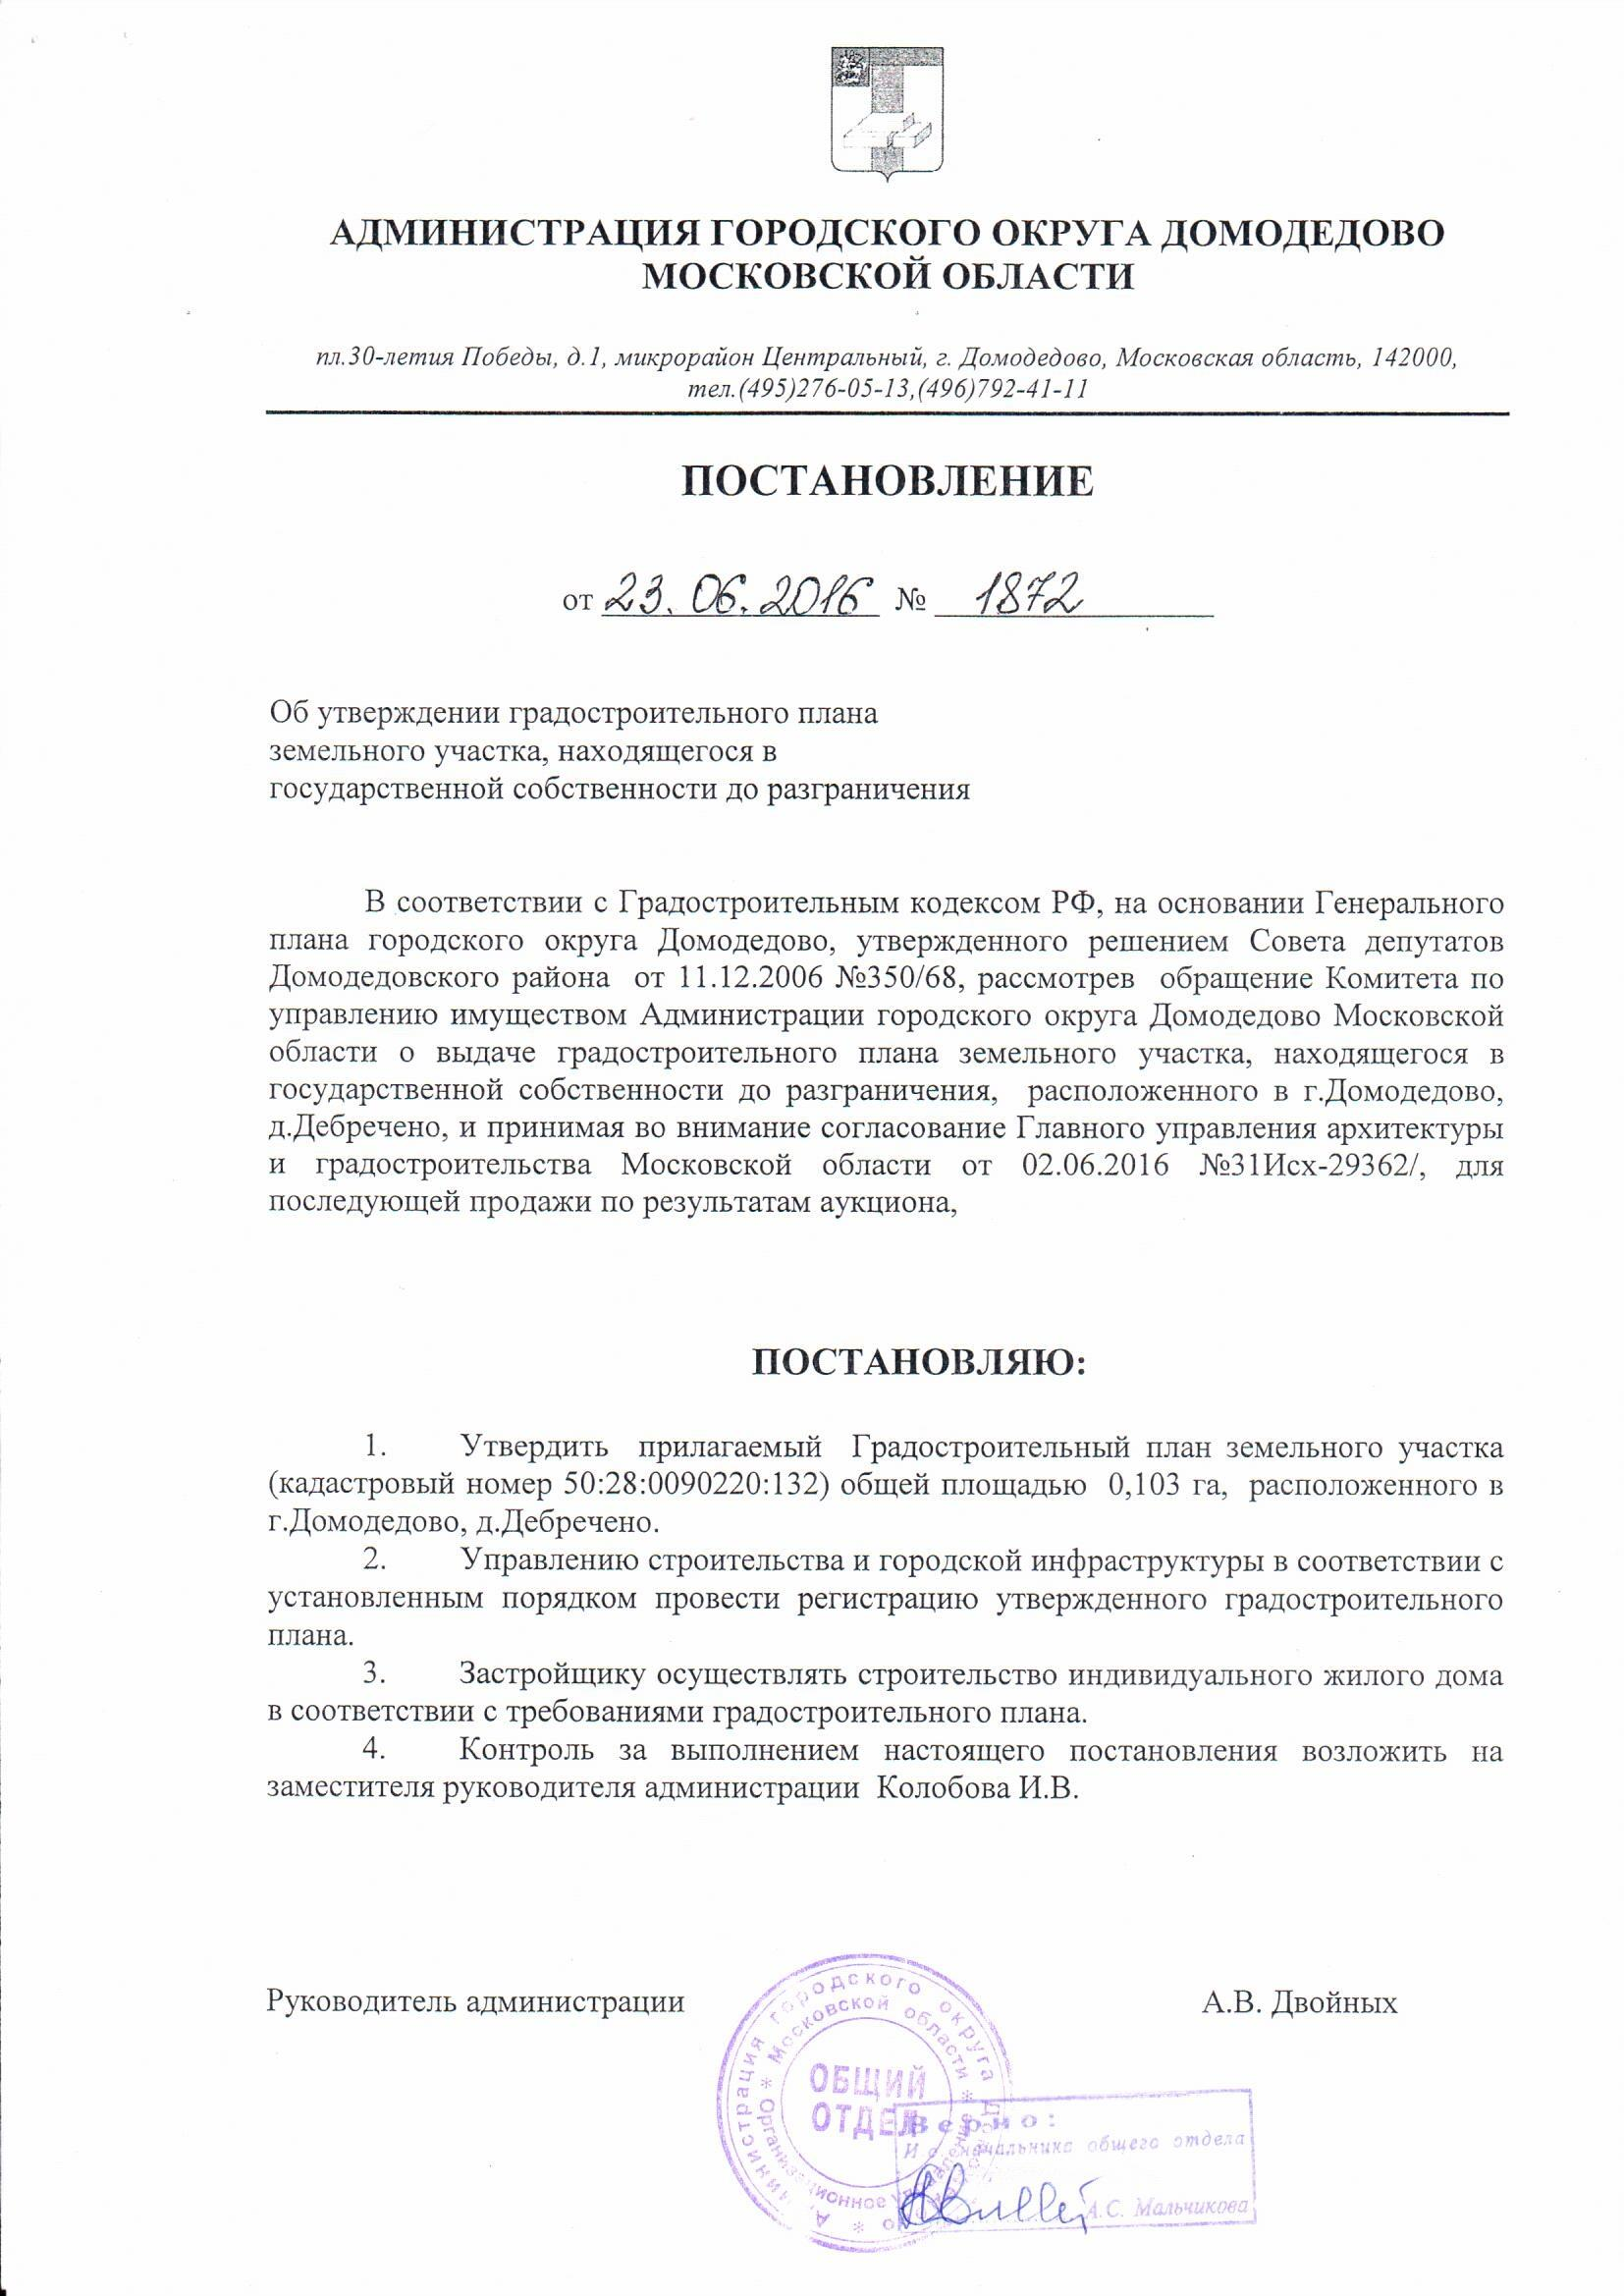 АДМИНИСТРАЦИЯ ГОРОДСКОГО ОКРУГА ДОМОДЕДОВО
МОСКОВСКОЙ ОБЛАСТИ
пл.30-летия Победы, д.1, микрорайон Центральный, г. Домодедово, Московская область, 142000,
тел.(495)276-05-13,(496)792-41-11
ПОСТАНОВЛЕНИЕ
от 23.06.2016 № 1872
Об утверждении градостроительного плана
земельного участка, находящегося в
государственной собственности до разграничения
В соответствии с Градостроительным кодексом РФ, на основании Генерального
плана городского округа Домодедово, утвержденного решением Совета депутатов
Домодедовского района от 11.12.2006 №350/68, рассмотрев обращение Комитета по
управлению имуществом Администрации городского округа Домодедово Московской
области о выдаче градостроительного плана земельного участка, находящегося в
государственной собственности до разграничения, расположенного в г.Домодедово,
д.Дебречено, и принимая во внимание согласование Главного управления архитектуры
и градостроительства Московской области от 02.06.2016 №31Исх-29362/, для
последующей продажи по результатам аукциона,
ПОСТАНОВЛЯЮ:
1. Утвердить прилагаемый Градостроительный план земельного участка
(кадастровый номер 50:28:0090220:132) общей площадью 0,103 га, расположенного в
г.Домодедово, д.Дебречено.
2. Управлению строительства и городской инфраструктуры в соответствии с
установленным порядком провести регистрацию утвержденного градостроительного
плана.
3. Застройщику осуществлять строительство индивидуального жилого дома
в соответствии с требованиями градостроительного плана.
4. Контроль за выполнением настоящего постановления возложить на
заместителя руководителя администрации Колобова И.В.
Руководитель администрации А.В. Двойных
Администрация городского округа Домодедово
Московской области * Организационное управление *
ОБЩИЙ
ОТДЕЛ
Верно:
И о начальника общего отдела
А.С. Мальчикова